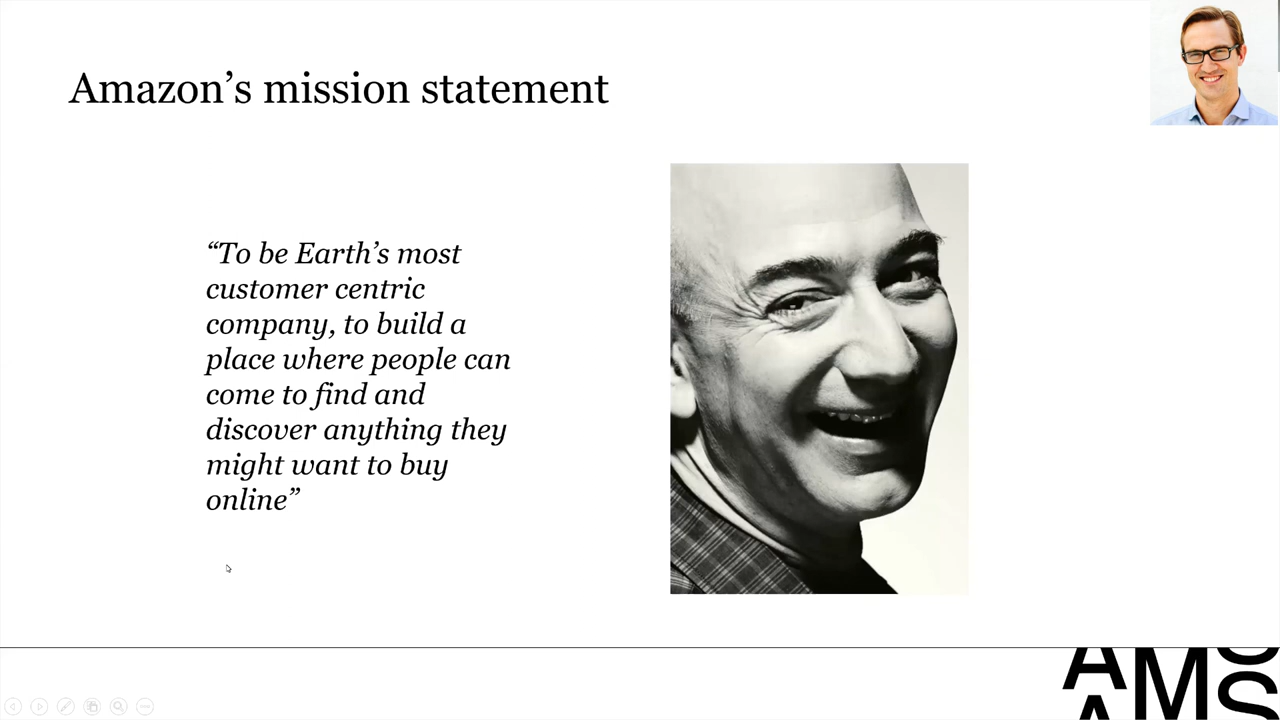 Amazon’s mission statement
“To be Earth’s most
customer centric
company, to build a
place where people can
come to find and
discover anything they
might want to buy
online”
AMS